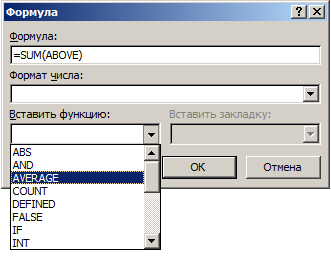 Формула
Формула:
=SUM(ABOVE)
Формат числа:
Вставить функцию: Вставить закладку:
ABS
AND
AVERAGE
COUNT
DEFINED
FALSE
IF
INT
ОК Отмена